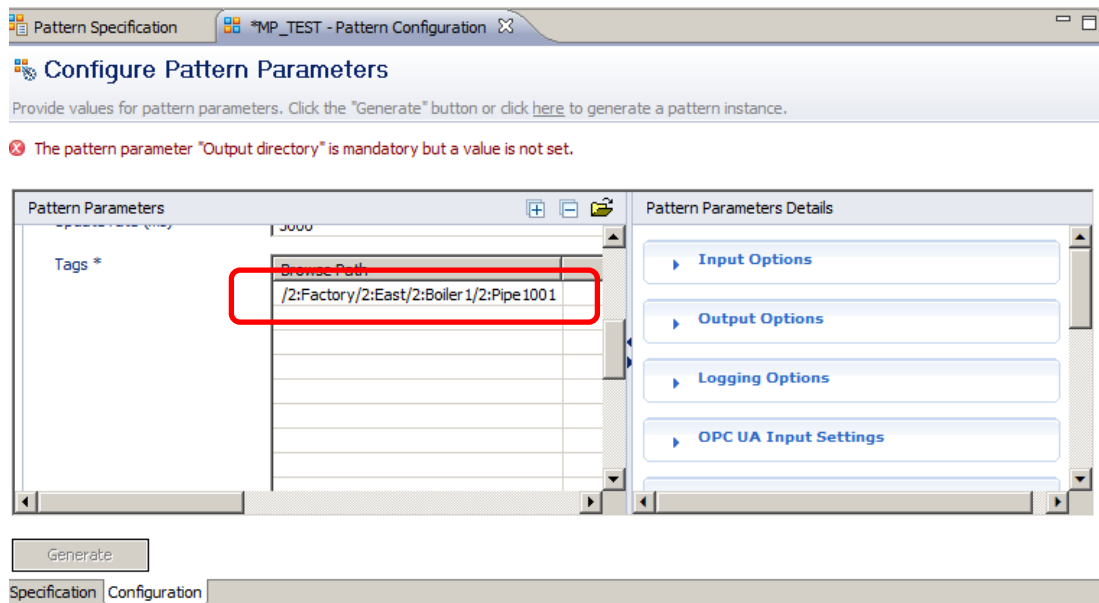 Pattern Specification
*MP_TEST - Pattern Configuration
Configure Pattern Parameters
Provide values for pattern parameters. Click the "Generate" button or click here to generate a pattern instance.
The pattern parameter "Output directory" is mandatory but a value is not set.
Pattern Parameters
Pattern Parameters Details
Tags *
Browse Path
/2:Factory/2:East/2:Boiler1/2:Pipe1001
Input Options
Output Options
Logging Options
OPC UA Input Settings
Generate
Specification
Configuration